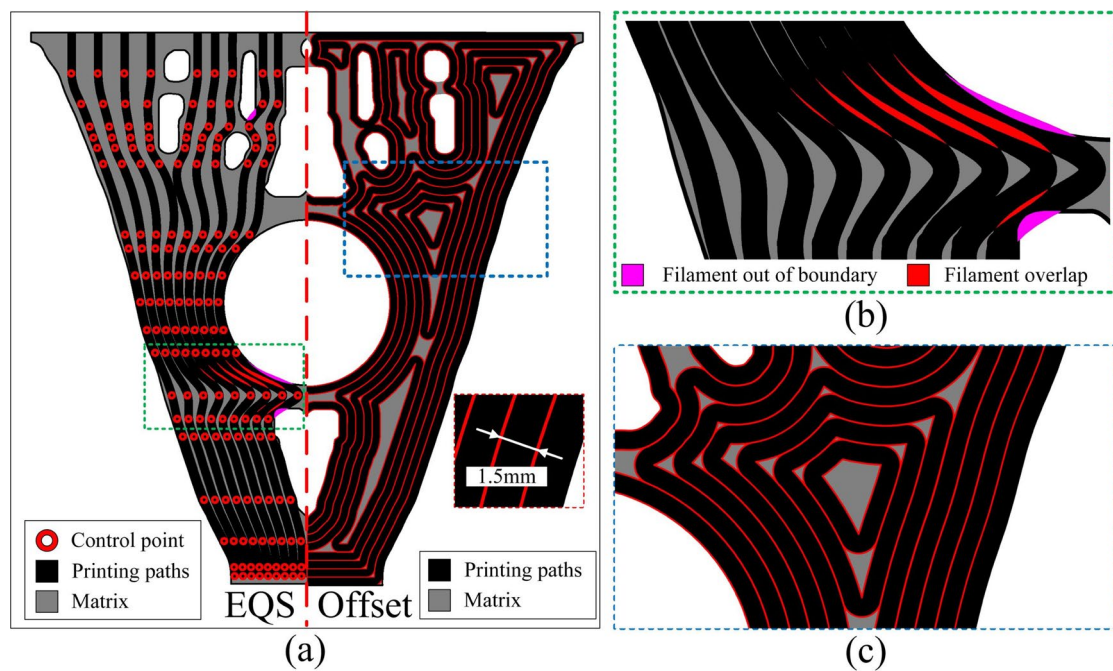 1.5mm
Control point
Printing paths
Matrix
EQS
Offset
Printing paths
Matrix
(a)
Filament out of boundary
Filament overlap
(b)
(c)